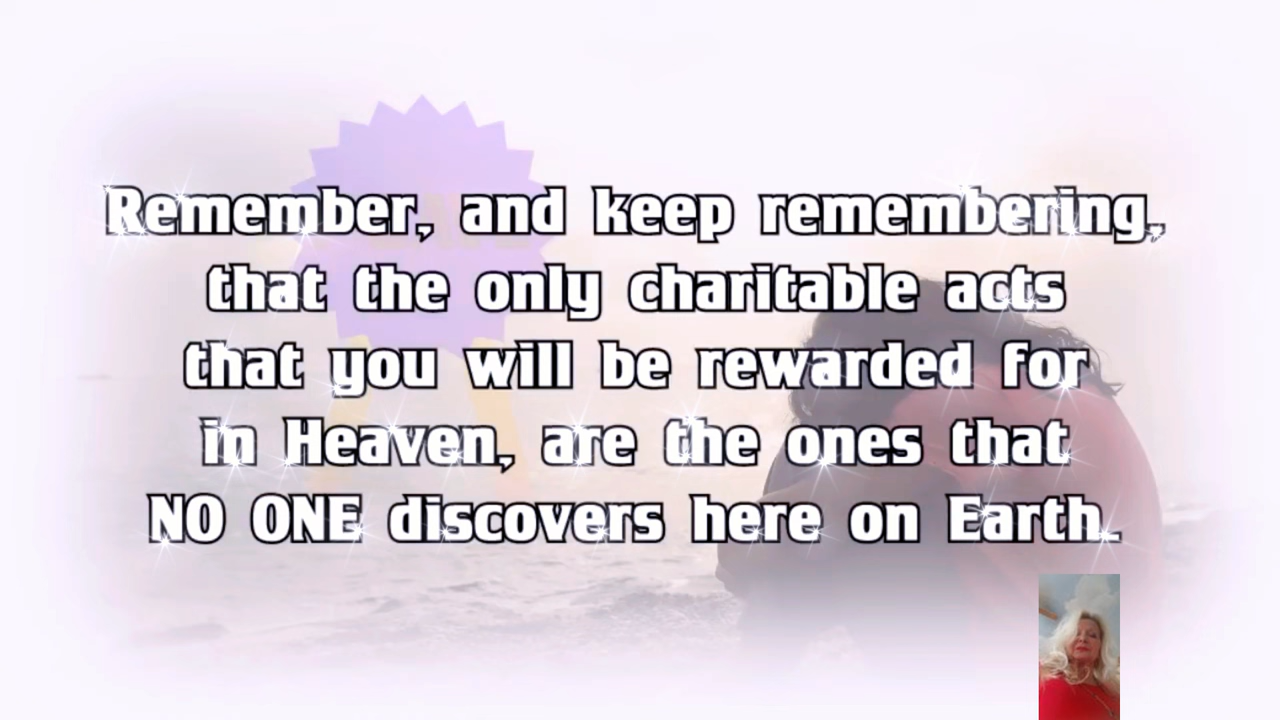 Remember, and keep remembering,
that the only charitable acts
that you will be rewarded for
in Heaven, are the ones that
NO ONE discovers here on Earth.